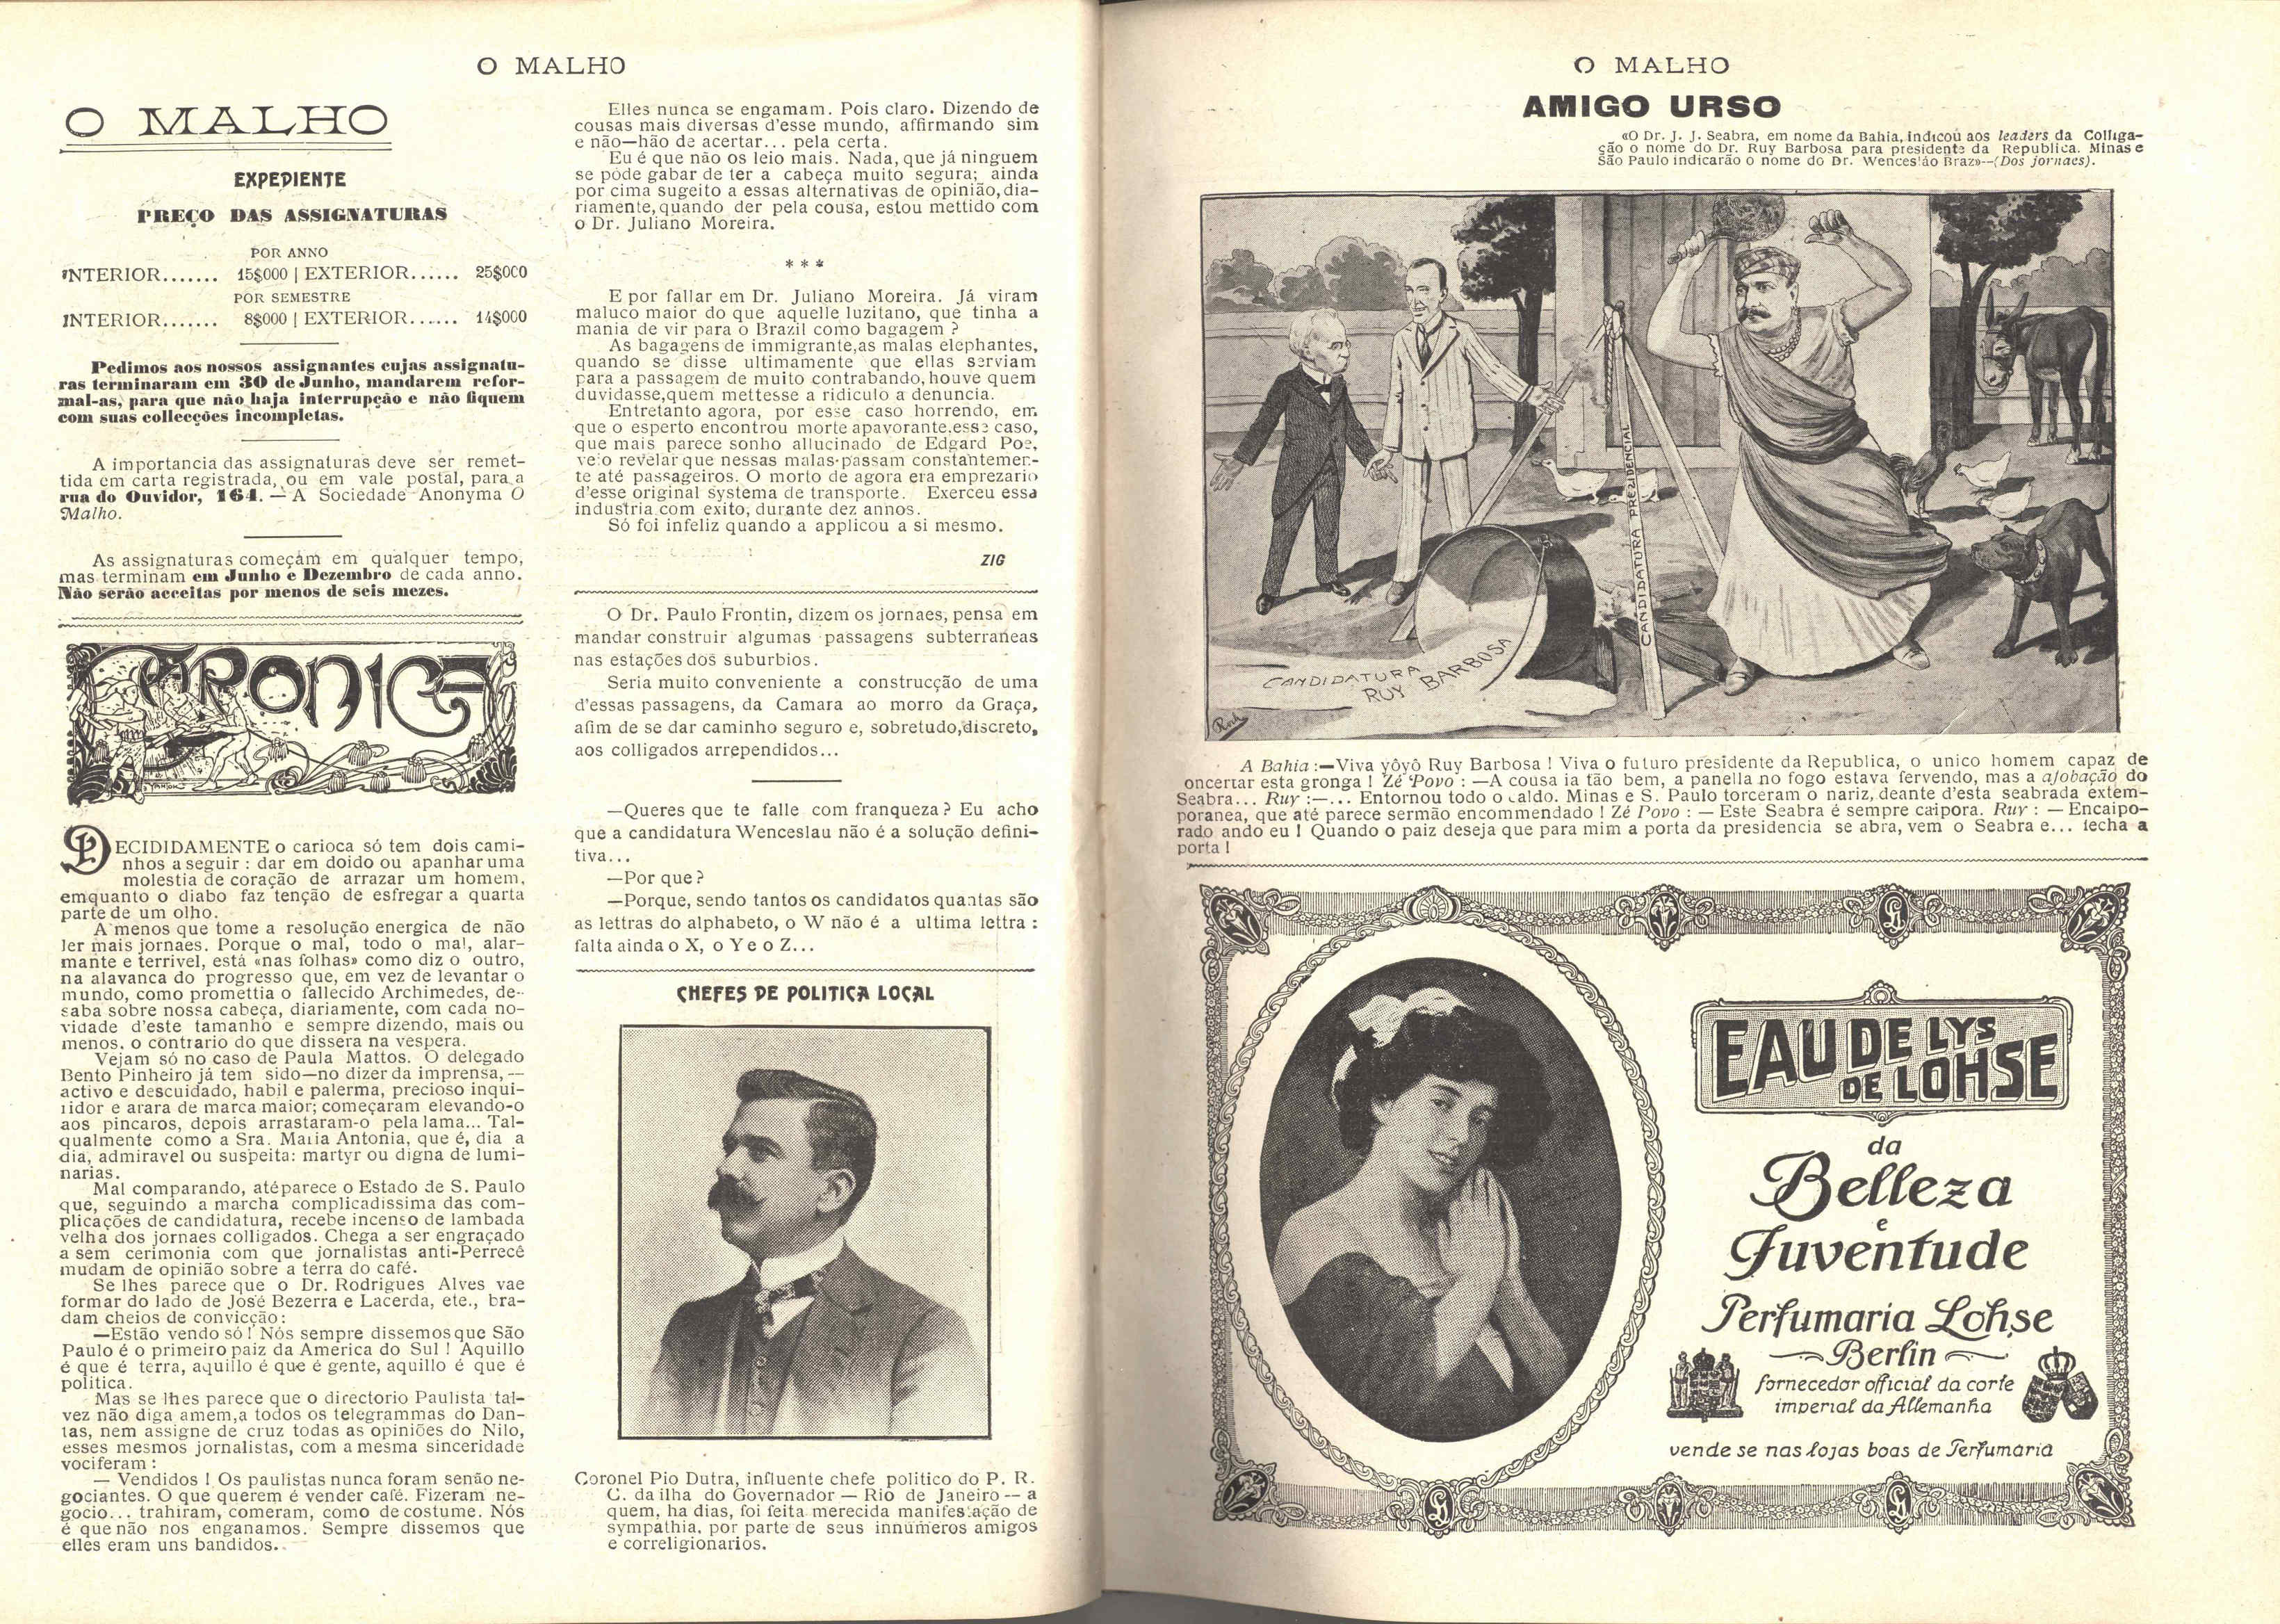 O MALHO
O MALHO
EXPEDIENTE
PREÇO DAS ASSIGNATURAS
POR ANNO
INTERIOR....... 15$000 | EXTERIOR...... 25$000
POR SEMESTRE
INTERIOR....... 8$000 | EXTERIOR...... 14$000
Pedimos aos nossos assignantes cujas assignatu-
ras terminaram em 30 de Junho, mandarem refor-
mal-as, para que não haja interrupção e não fiquem
com suas collecções incompletas.
A importancia das assignaturas deve ser remet-
tida em carta registrada, ou em vale postal, para a
rua do Ouvidor, 164. — A Sociedade Anonyma O
Malho.
As assignaturas começam em qualquer tempo,
mas terminam em Junho e Dezembro de cada anno.
Não serão acceitas por menos de seis mezes.
CHRONICA
DECIDIDAMENTE o carioca só tem dois cami-
nhos a seguir : dar em doido ou apanhar uma
molestia de coração de arrazar um homem,
emquanto o diabo faz tenção de esfregar a quarta
parte de um olho.
A menos que tome a resolução energica de não
ler mais jornaes. Porque o mal, todo o mal, alar-
mante e terrivel, está «nas folhas» como diz o outro,
na alavanca do progresso que, em vez de levantar o
mundo, como promettia o fallecido Archimedes, de-
saba sobre nossa cabeça, diariamente, com cada no-
vidade d'este tamanho e sempre dizendo, mais ou
menos, o contrario do que dissera na vespera.
Vejam só no caso de Paula Mattos. O delegado
Bento Pinheiro já tem sido—no dizer da imprensa, —
activo e descuidado, habil e palerma, precioso inqui-
ridor e arara de marca maior; começaram elevando-o
aos pincaros, depois arrastaram-o pela lama... Tal-
qualmente como a Sra. Maria Antonia, que é, dia a
dia, admiravel ou suspeita: martyr ou digna de lumi-
narias.
Mal comparando, até parece o Estado de S. Paulo
que, seguindo a marcha complicadissima das com-
plicações de candidatura, recebe incenso de lambada
velha dos jornaes colligados. Chega a ser engraçado
a sem cerimonia com que jornalistas anti-Perrecê
mudam de opinião sobre a terra do café.
Se lhes parece que o Dr. Rodrigues Alves vae
formar do lado de José Bezerra e Lacerda, ete., bra-
dam cheios de convicção :
—Estão vendo só ! Nós sempre dissemos que São
Paulo é o primeiro paiz da America do Sul ! Aquillo
é que é terra, aquillo é que é gente, aquillo é que é
politica.
Mas se lhes parece que o directorio Paulista tal-
vez não diga amem,a todos os telegrammas do Dan-
tas, nem assigne de cruz todas as opiniões do Nilo,
esses mesmos jornalistas, com a mesma sinceridade
vociferam :
— Vendidos ! Os paulistas nunca foram senão ne-
gociantes. O que querem é vender café. Fizeram ne-
gocio... trahiram, comeram, como de costume. Nós
é que não nos enganamos. Sempre dissemos que
elles eram uns bandidos..
Elles nunca se engamam. Pois claro. Dizendo de
cousas mais diversas d'esse mundo, affirmando sim
e não—hão de acertar... pela certa.
Eu é que não os leio mais. Nada, que já ninguem
se póde gabar de ter a cabeça muito segura; ainda
por cima sugeito a essas alternativas de opinião,dia-
riamente,quando der pela cousa, estou mettido com
o Dr. Juliano Moreira.
* * *
E por fallar em Dr. Juliano Moreira. Já viram
maluco maior do que aquelle luzitano, que tinha a
mania de vir para o Brazil como bagagem ?
As bagagens de immigrante,as malas elephantes,
quando se disse ultimamente que ellas serviam
para a passagem de muito contrabando,houve quem
duvidasse,quem mettesse a ridiculo a denuncia.
Entretanto agora, por esse caso horrendo, em
que o esperto encontrou morte apavorante,esse caso,
que mais parece sonho allucinado de Edgard Poe,
veio revelar que nessas malas passam constantemen-
te até passageiros. O morto de agora era emprezario
d'esse original systema de transporte. Exerceu essa
industria com exito, durante dez annos.
Só foi infeliz quando a applicou a si mesmo.
ZIG
O Dr. Paulo Frontin, dizem os jornaes, pensa em
mandar construir algumas passagens subterraneas
nas estações dos suburbios.
Seria muito conveniente a construcção de uma
d'essas passagens, da Camara ao morro da Graça,
afim de se dar caminho seguro e, sobretudo,discreto,
aos colligados arrependidos...
—Queres que te falle com franqueza ? Eu acho
que a candidatura Wenceslau não é a solução defini-
tiva...
—Por que ?
—Porque, sendo tantos os candidatos quantas são
as lettras do alphabeto, o W não é a ultima lettra :
falta ainda o X, o Y e o Z...
CHEFES DE POLITICA LOCAL
Coronel Pio Dutra, influente chefe politico do P. R.
C. da ilha do Governador — Rio de Janeiro — a
quem, ha dias, foi feita merecida manifestação de
sympathia, por parte de seus innumeros amigos
e correligionarios.
O MALHO
AMIGO URSO
«O Dr. J. J. Seabra, em nome da Bahia, indicou aos leaders da Colliga-
ção o nome do Dr. Ruy Barbosa para presidente da Republica. Minas e
São Paulo indicarão o nome do Dr. Wenceslão Braz»—(Dos jornaes).
CANDIDATURA PREZIDENCIAL
CANDIDATURA
RUY BARBOSA
A Bahia :—Viva yôyô Ruy Barbosa ! Viva o futuro presidente da Republica, o unico homem capaz de
concertar esta gronga ! Zé Povo : —A cousa ia tão bem, a panella no fogo estava fervendo, mas a afobação do
Seabra... Ruy :—... Entornou todo o caldo. Minas e S. Paulo torceram o nariz, deante d'esta seabrada extem-
poranea, que até parece sermão encommendado ! Zé Povo : — Este Seabra é sempre caipora. Ruy : — Encaipo-
rado ando eu ! Quando o paiz deseja que para mim a porta da presidencia se abra, vem o Seabra e... fecha a
porta !
EAU DE LYS
DE LOHSE
da
Belleza
e
Juventude
Perfumaria Lohse
Berlin
fornecedor official da corte
imperial da Allemanha
vende se nas lojas boas de Perfumaria